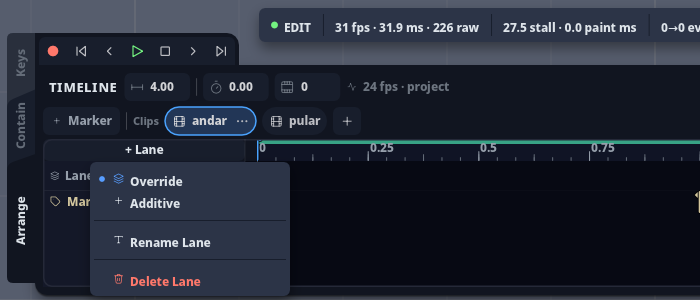 EDIT 31 fps · 31.9 ms · 226 raw 27.5 stall · 0.0 paint ms 0→0 ev
Keys
Contain
Arrange
TIMELINE 4.00 0.00 0 24 fps · project
+ Marker Clips andar ··· pular +
+ Lane 0 0.25 0.5 0.75
Lane
Mar
Override
+ Additive
Rename Lane
Delete Lane